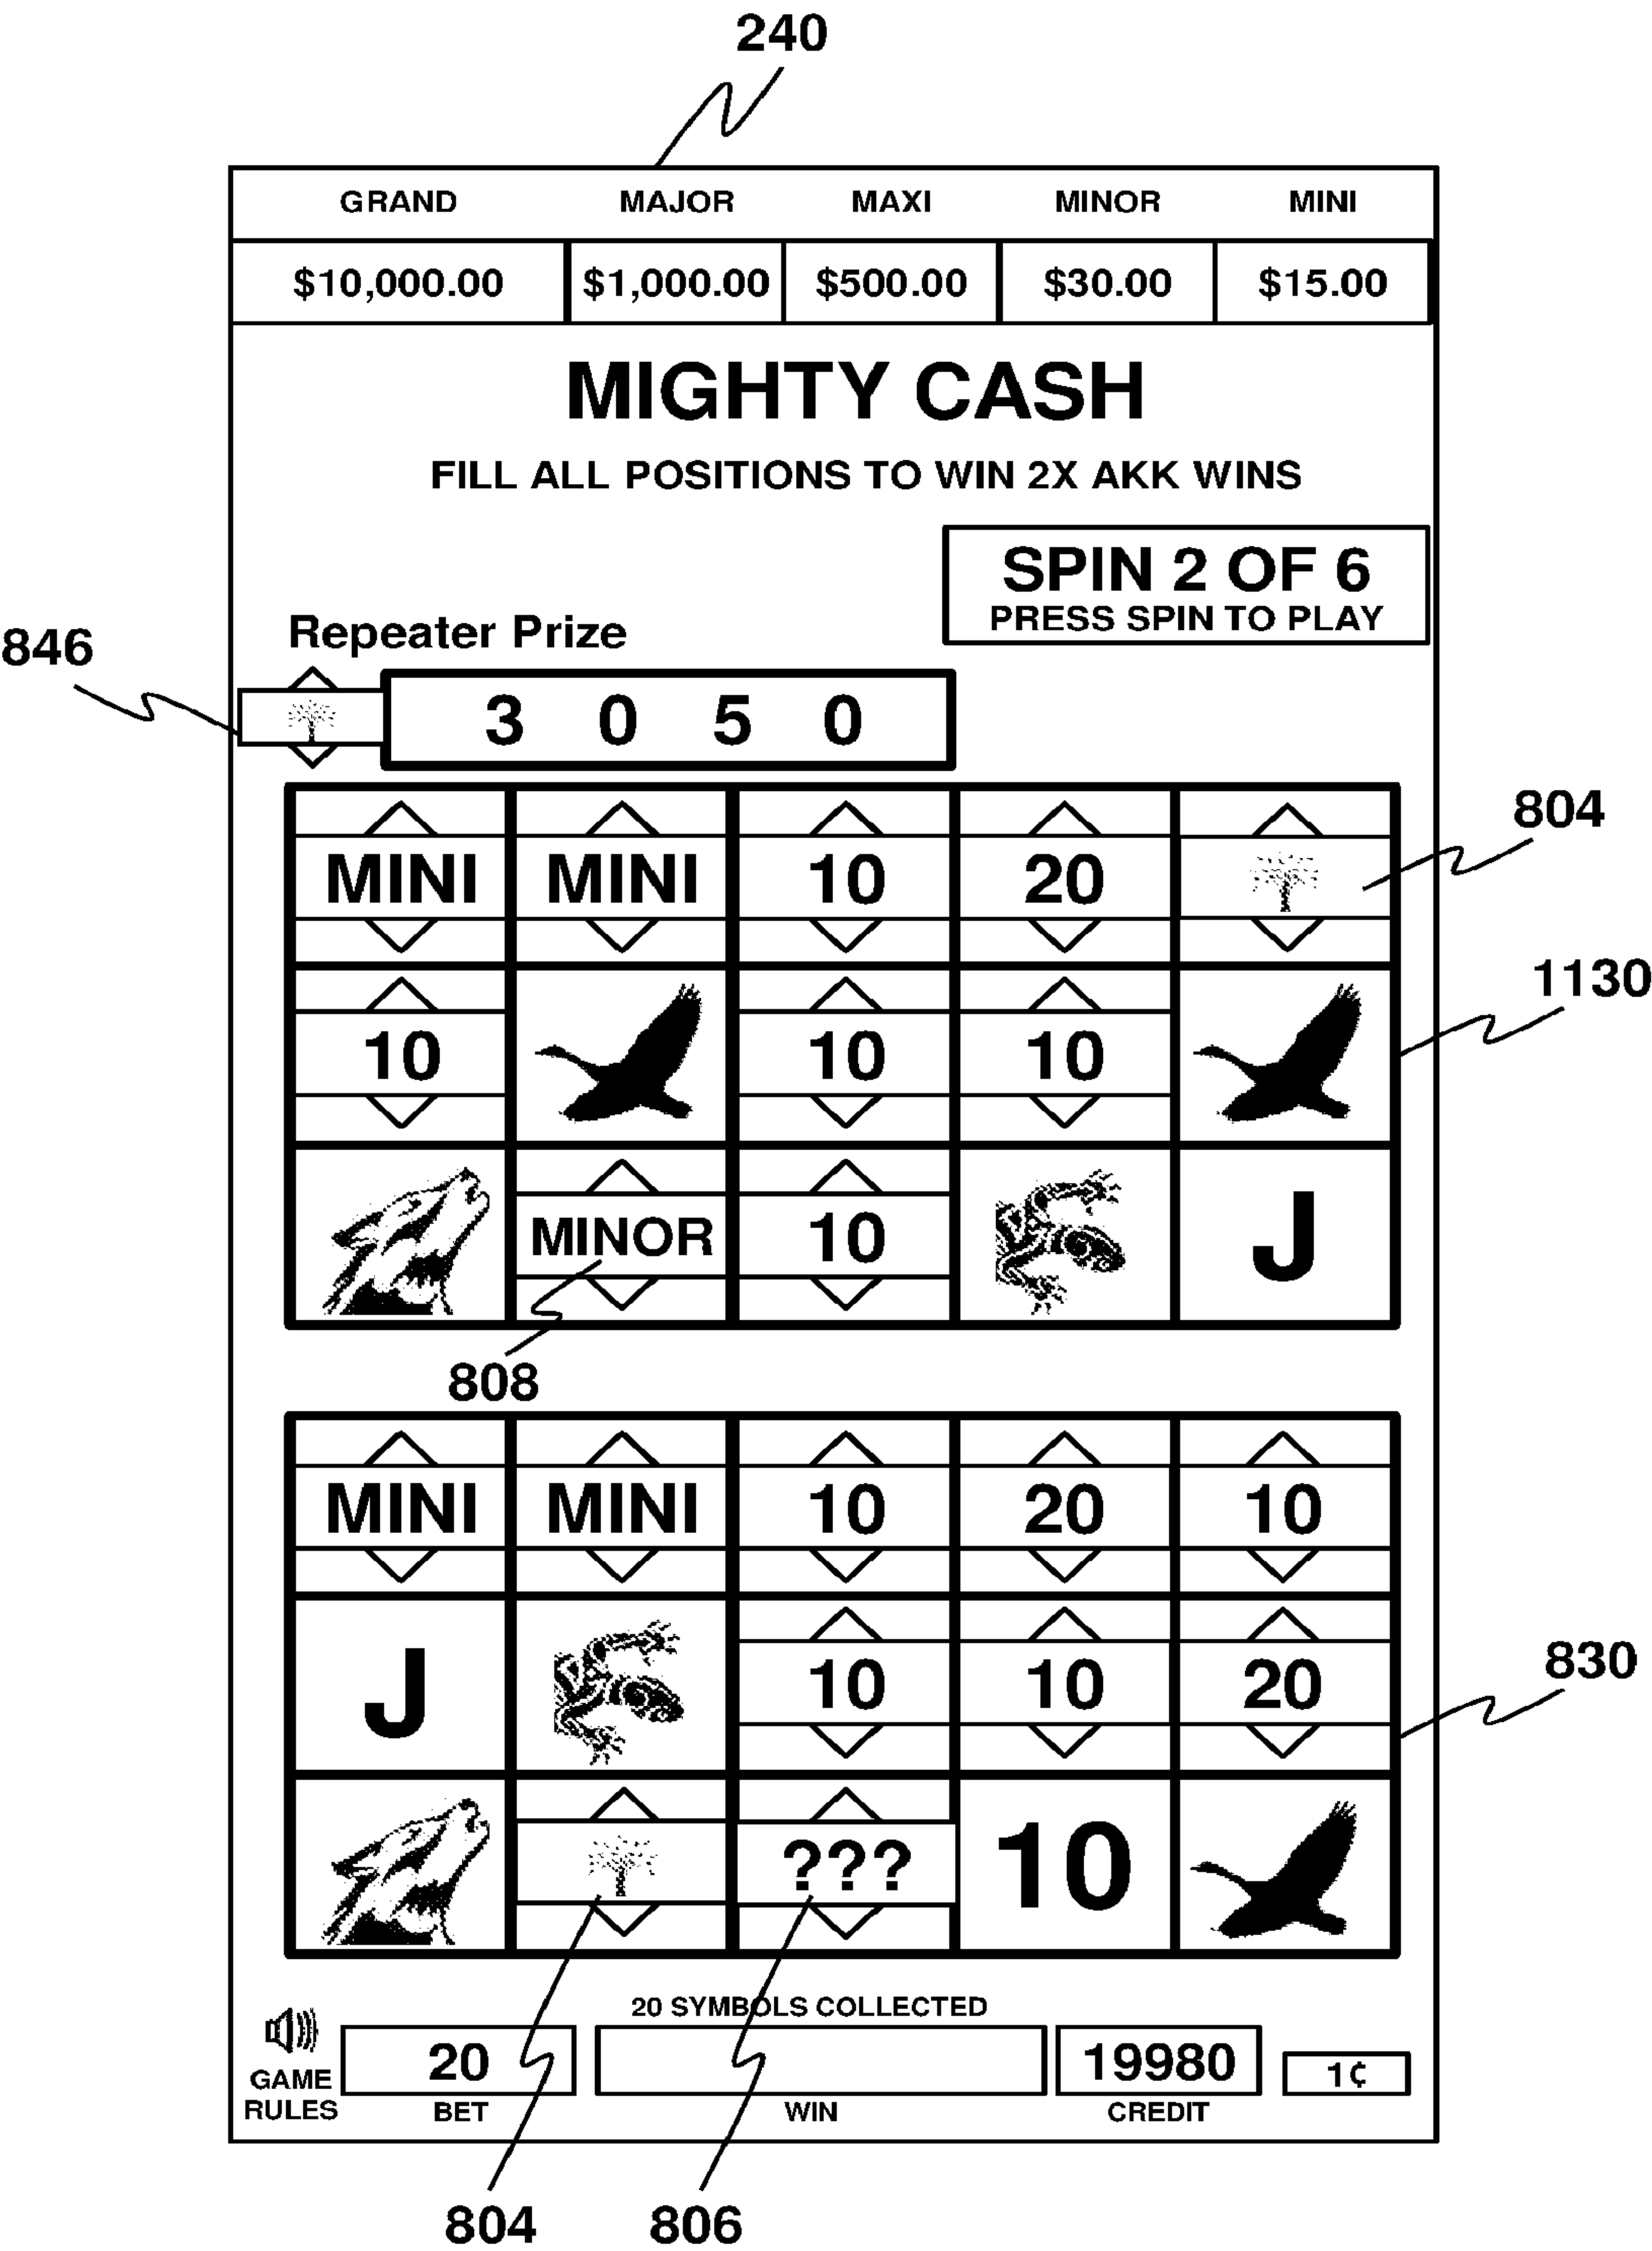 240
GRAND MAJOR MAXI MINOR MINI
$10,000.00 $1,000.00 $500.00 $30.00 $15.00
MIGHTY CASH
FILL ALL POSITIONS TO WIN 2X AKK WINS
SPIN 2 OF 6
PRESS SPIN TO PLAY
Repeater Prize
846
3 0 5 0
804
MINI MINI 10 20
1130
10 10 10
MINOR 10 J
808
MINI MINI 10 20 10
J 10 10 20
830
??? 10
20 SYMBOLS COLLECTED
20 19980 1¢
GAME
RULES BET WIN CREDIT
804 806